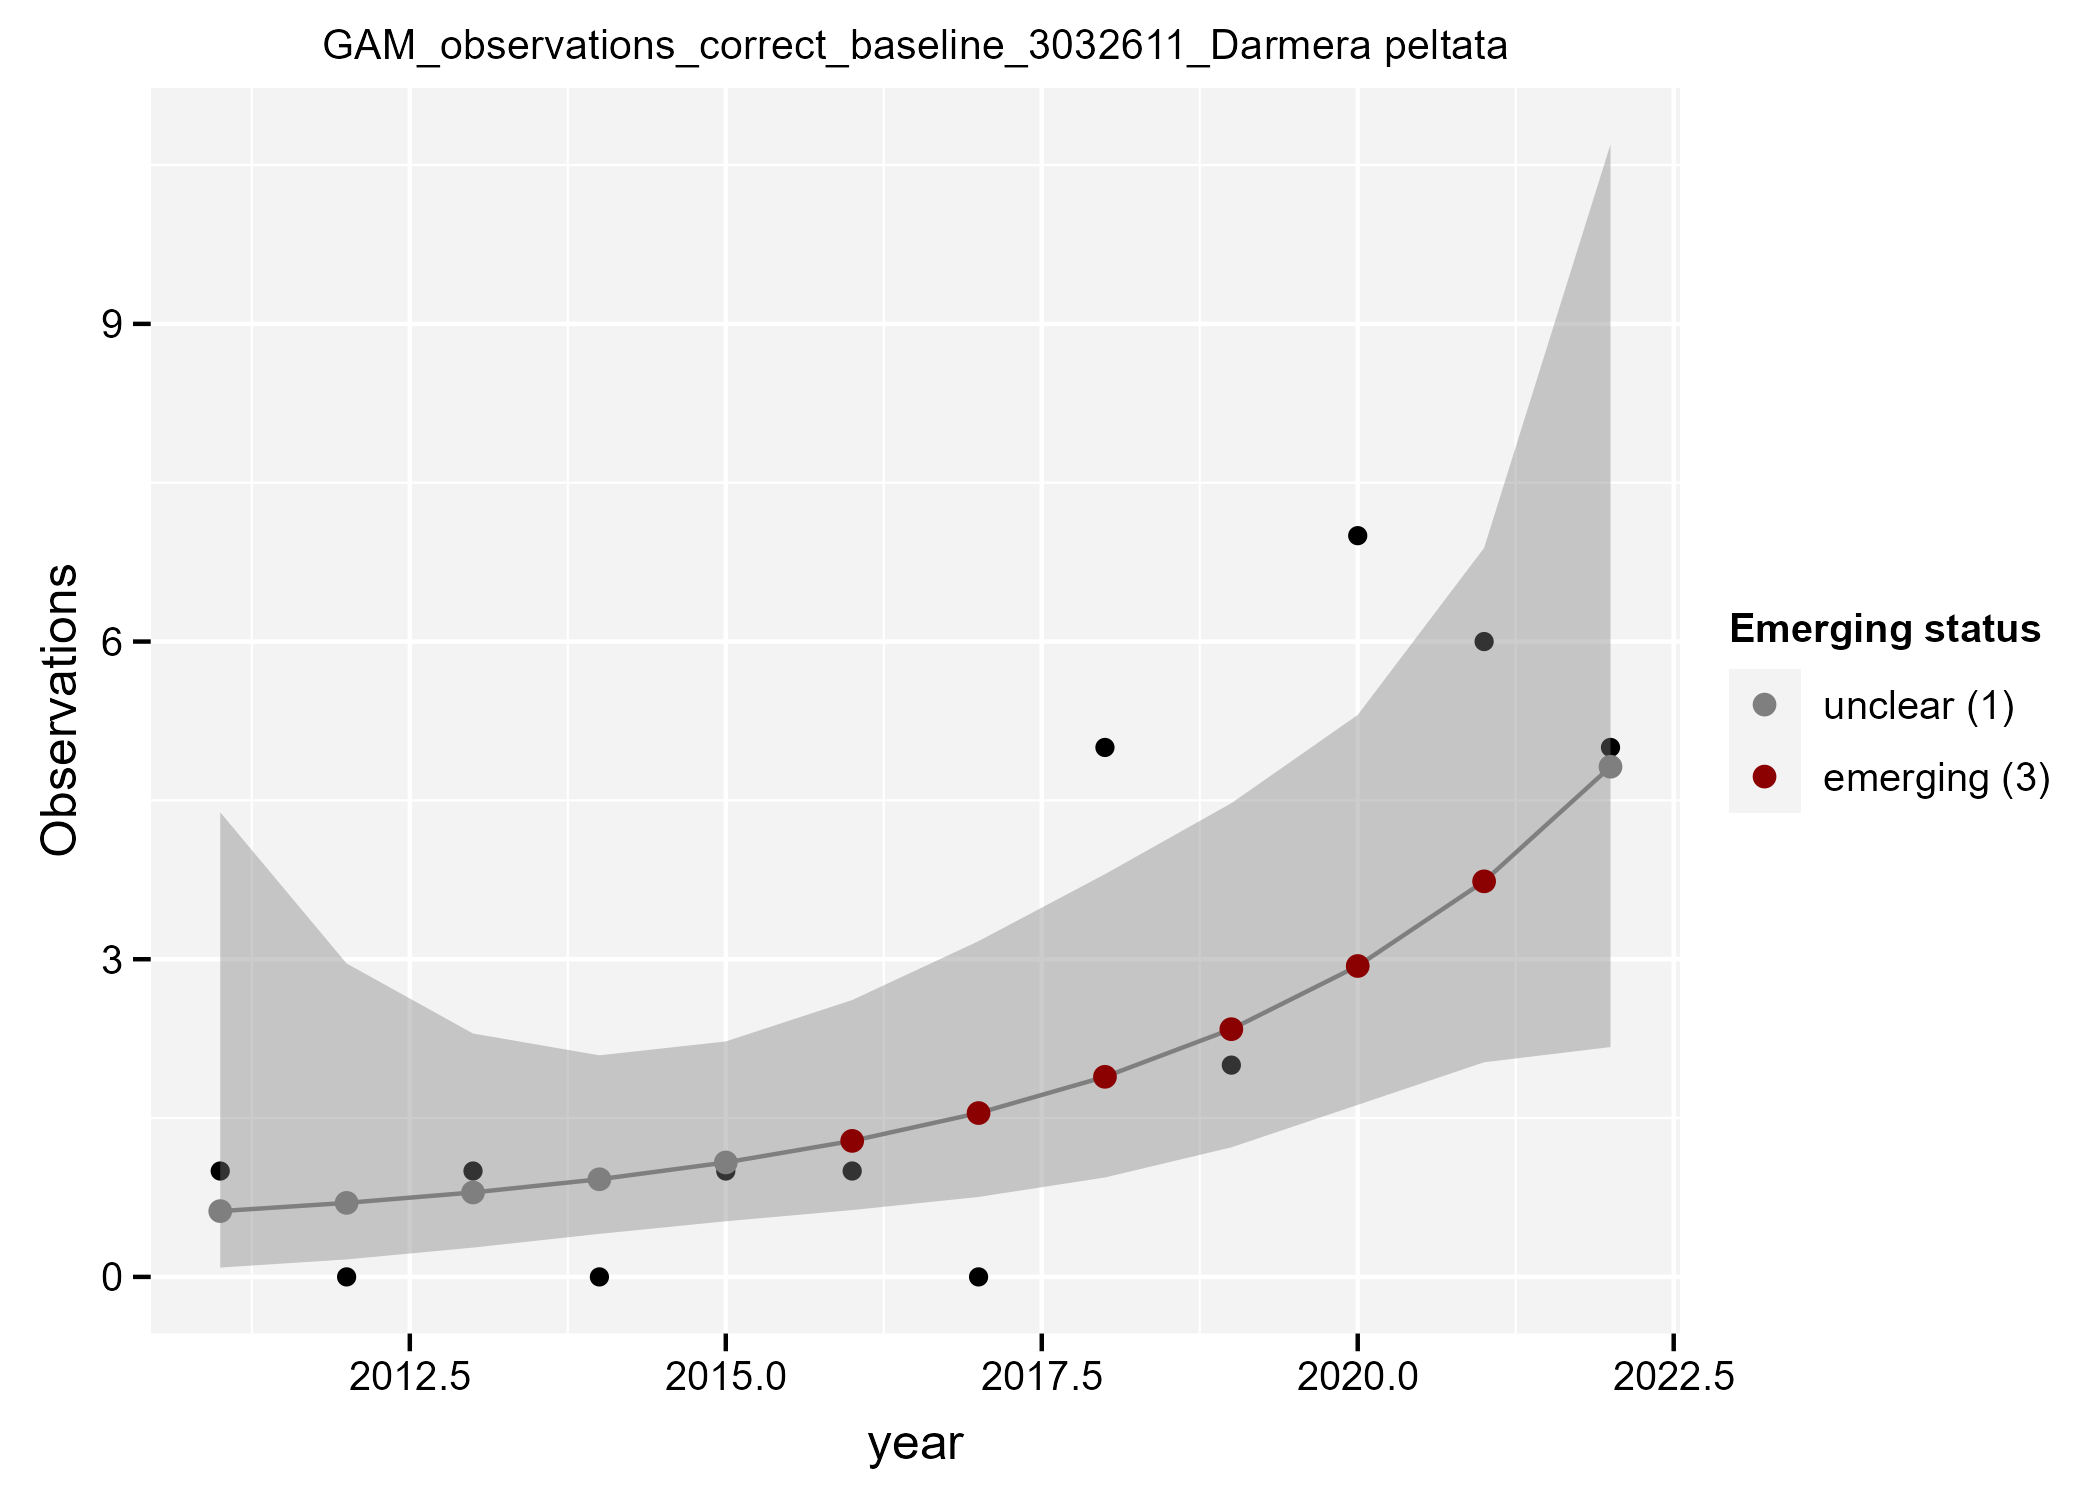 GAM_observations_correct_baseline_3032611_Darmera peltata
Observations
9
6
3
0
2012.5
2015.0
2017.5
2020.0
2022.5
year
Emerging status
unclear (1)
emerging (3)